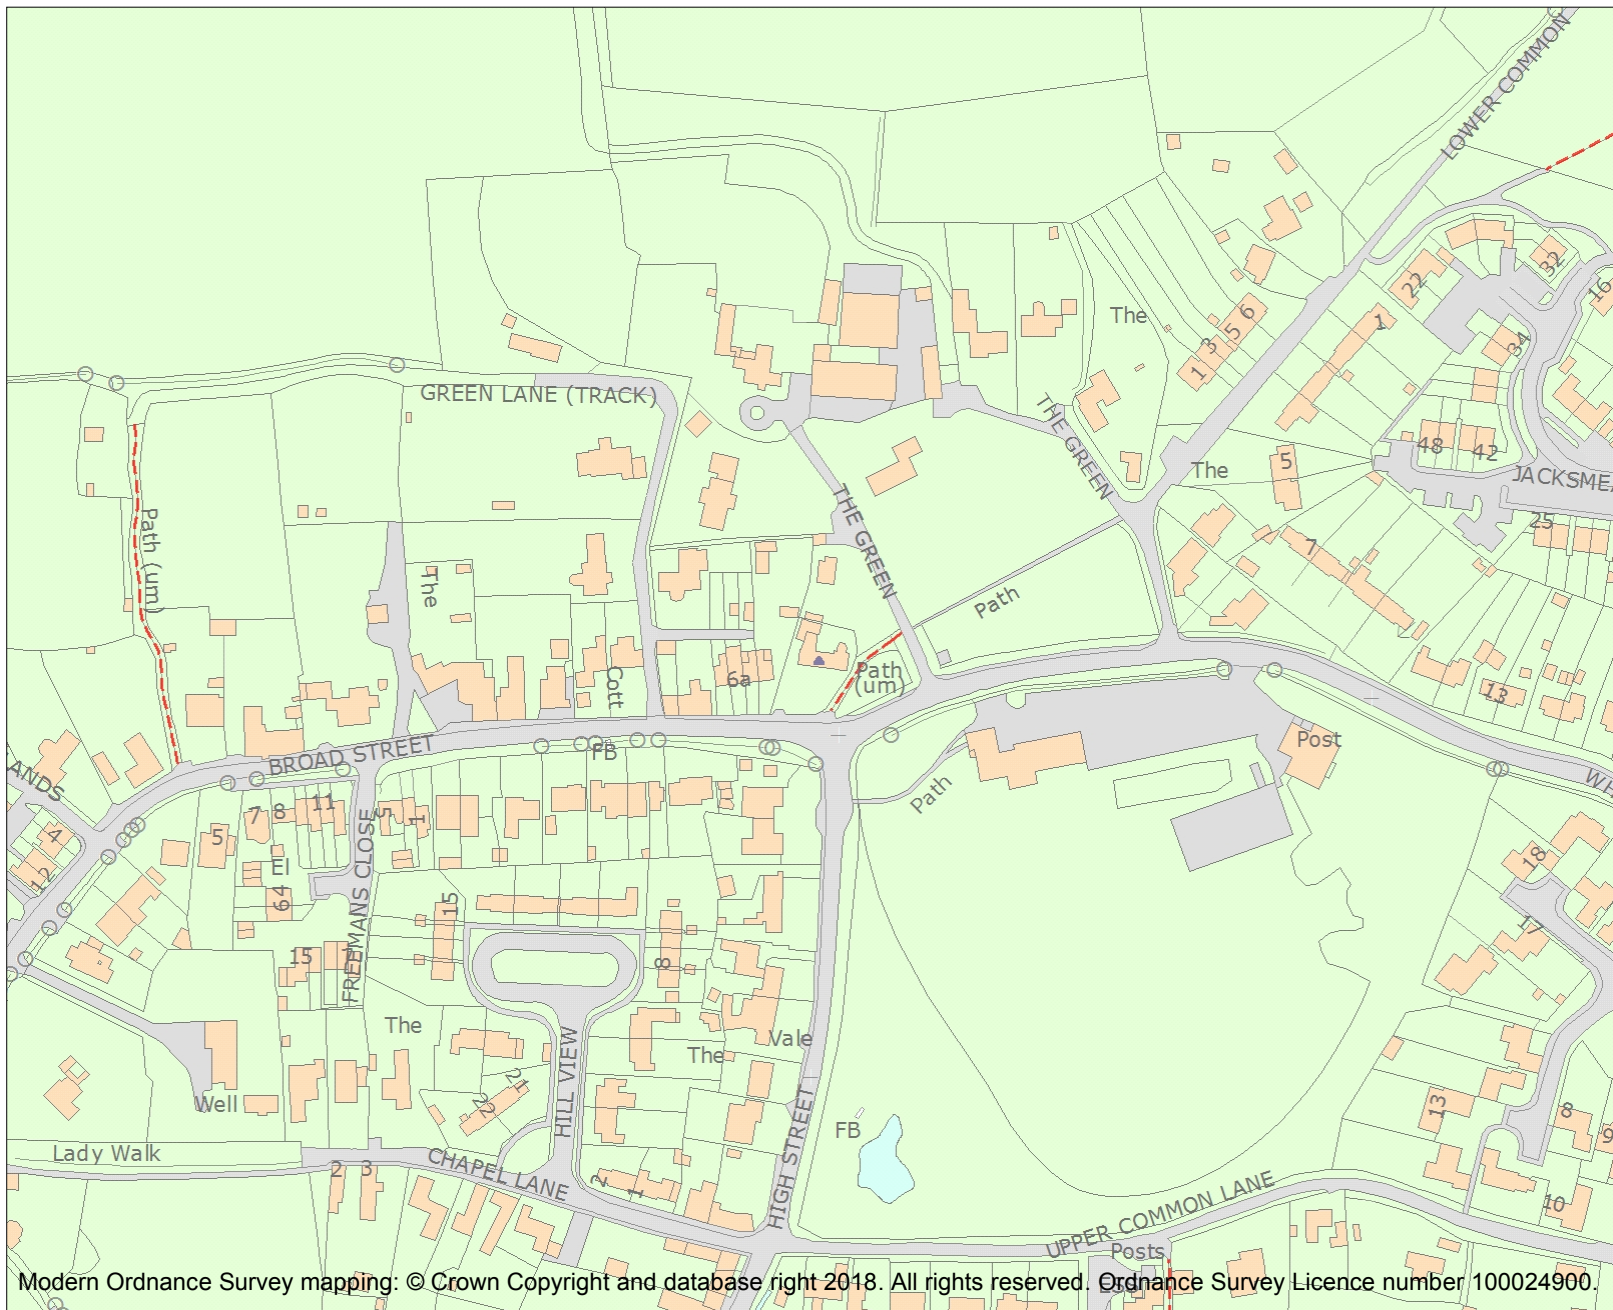 LOWER COMMON
The
32
22
16
1
6
5
3
1
34
GREEN LANE (TRACK)
THE GREEN
48
42
The
5
JACKSMEA
25
Path (um)
THE GREEN
7
The
Path
Cott
6a
Path
(um)
13
BROAD STREET
FB
Post
ANDS
WH
Path
7
8
11
5
1
4
5
12
El
64
FREEMANS CLOSE
15
18
17
15
1
8
The
HILL VIEW
The
Vale
21
22
Well
HIGH STREET
FB
13
8
9
Lady Walk
2
3
CHAPEL LANE
2
1
UPPER COMMON LANE
10
Posts
ESS
Modern Ordnance Survey mapping: © Crown Copyright and database right 2018. All rights reserved. Ordnance Survey Licence number 100024900.